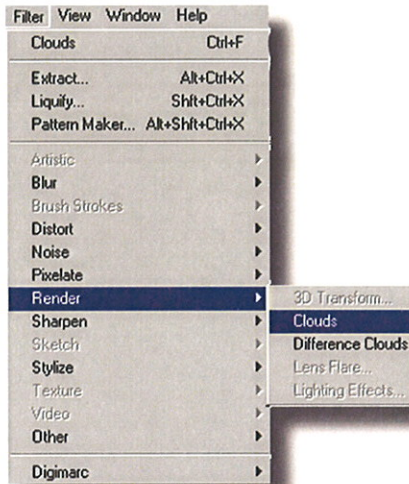 Filter View Window Help
Clouds Ctrl+F
Extract... Alt+Ctrl+X
Liquify... Shft+Ctrl+X
Pattern Maker... Alt+Shft+Ctrl+X
Artistic
Blur
Brush Strokes
Distort
Noise
Pixelate
Render
Sharpen
Sketch
Stylize
Texture
Video
Other
Digimarc
3D Transform...
Clouds
Difference Clouds
Lens Flare...
Lighting Effects...